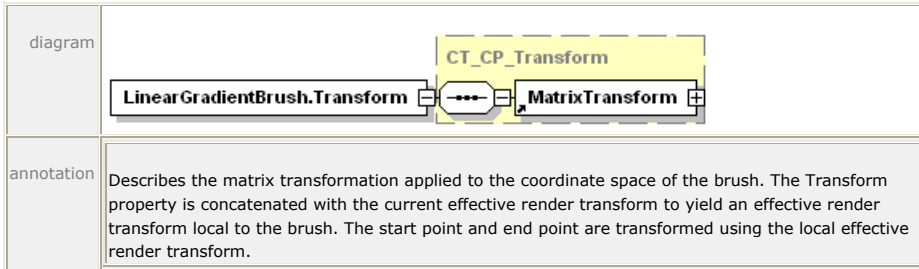 diagram
CT_CP_Transform
LinearGradientBrush.Transform MatrixTransform
annotation
Describes the matrix transformation applied to the coordinate space of the brush. The Transform
property is concatenated with the current effective render transform to yield an effective render
transform local to the brush. The start point and end point are transformed using the local effective
render transform.